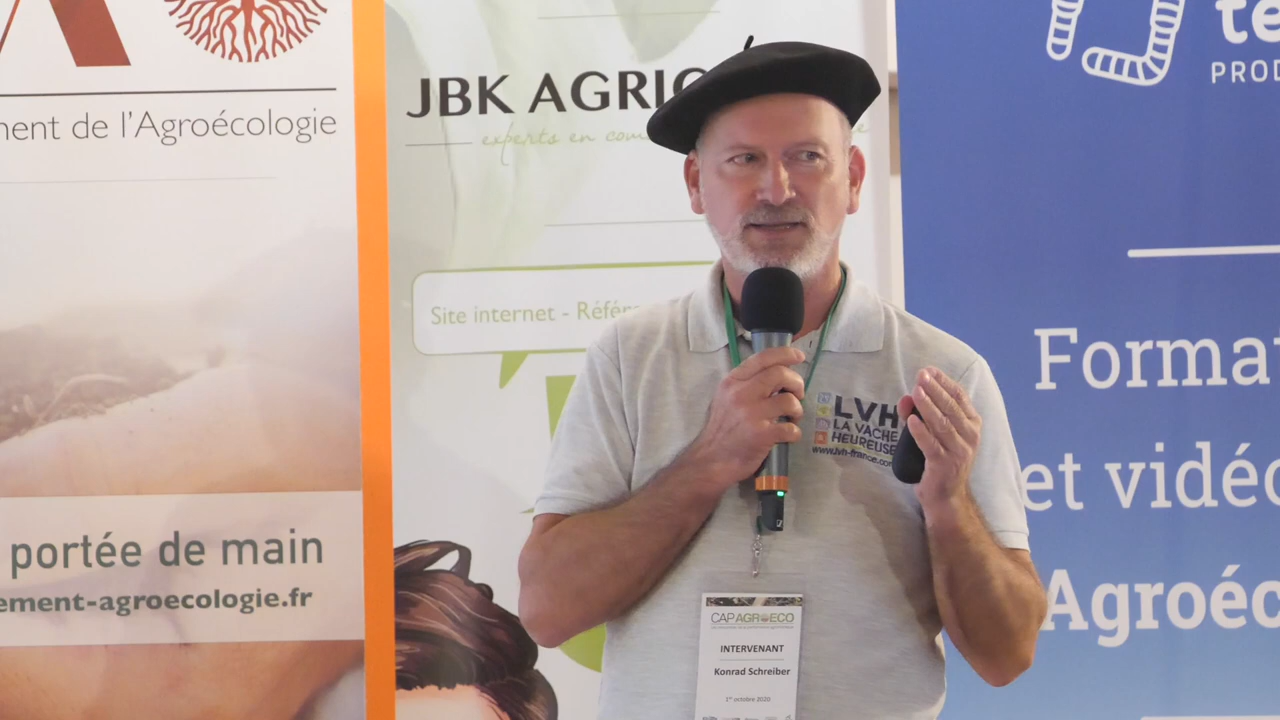 ment de l'Agroécologie
portée de main
ement-agroecologie.fr
JBK AGRIC
experts en com
Site internet - Référ
te
PROD
Format
et vidéo
Agroéc
LVH
LA VACHE
HEUREUSE
www.lvh-france.com
CAP AGROECO
INTERVENANT
Konrad Schreiber
1er octobre 2020